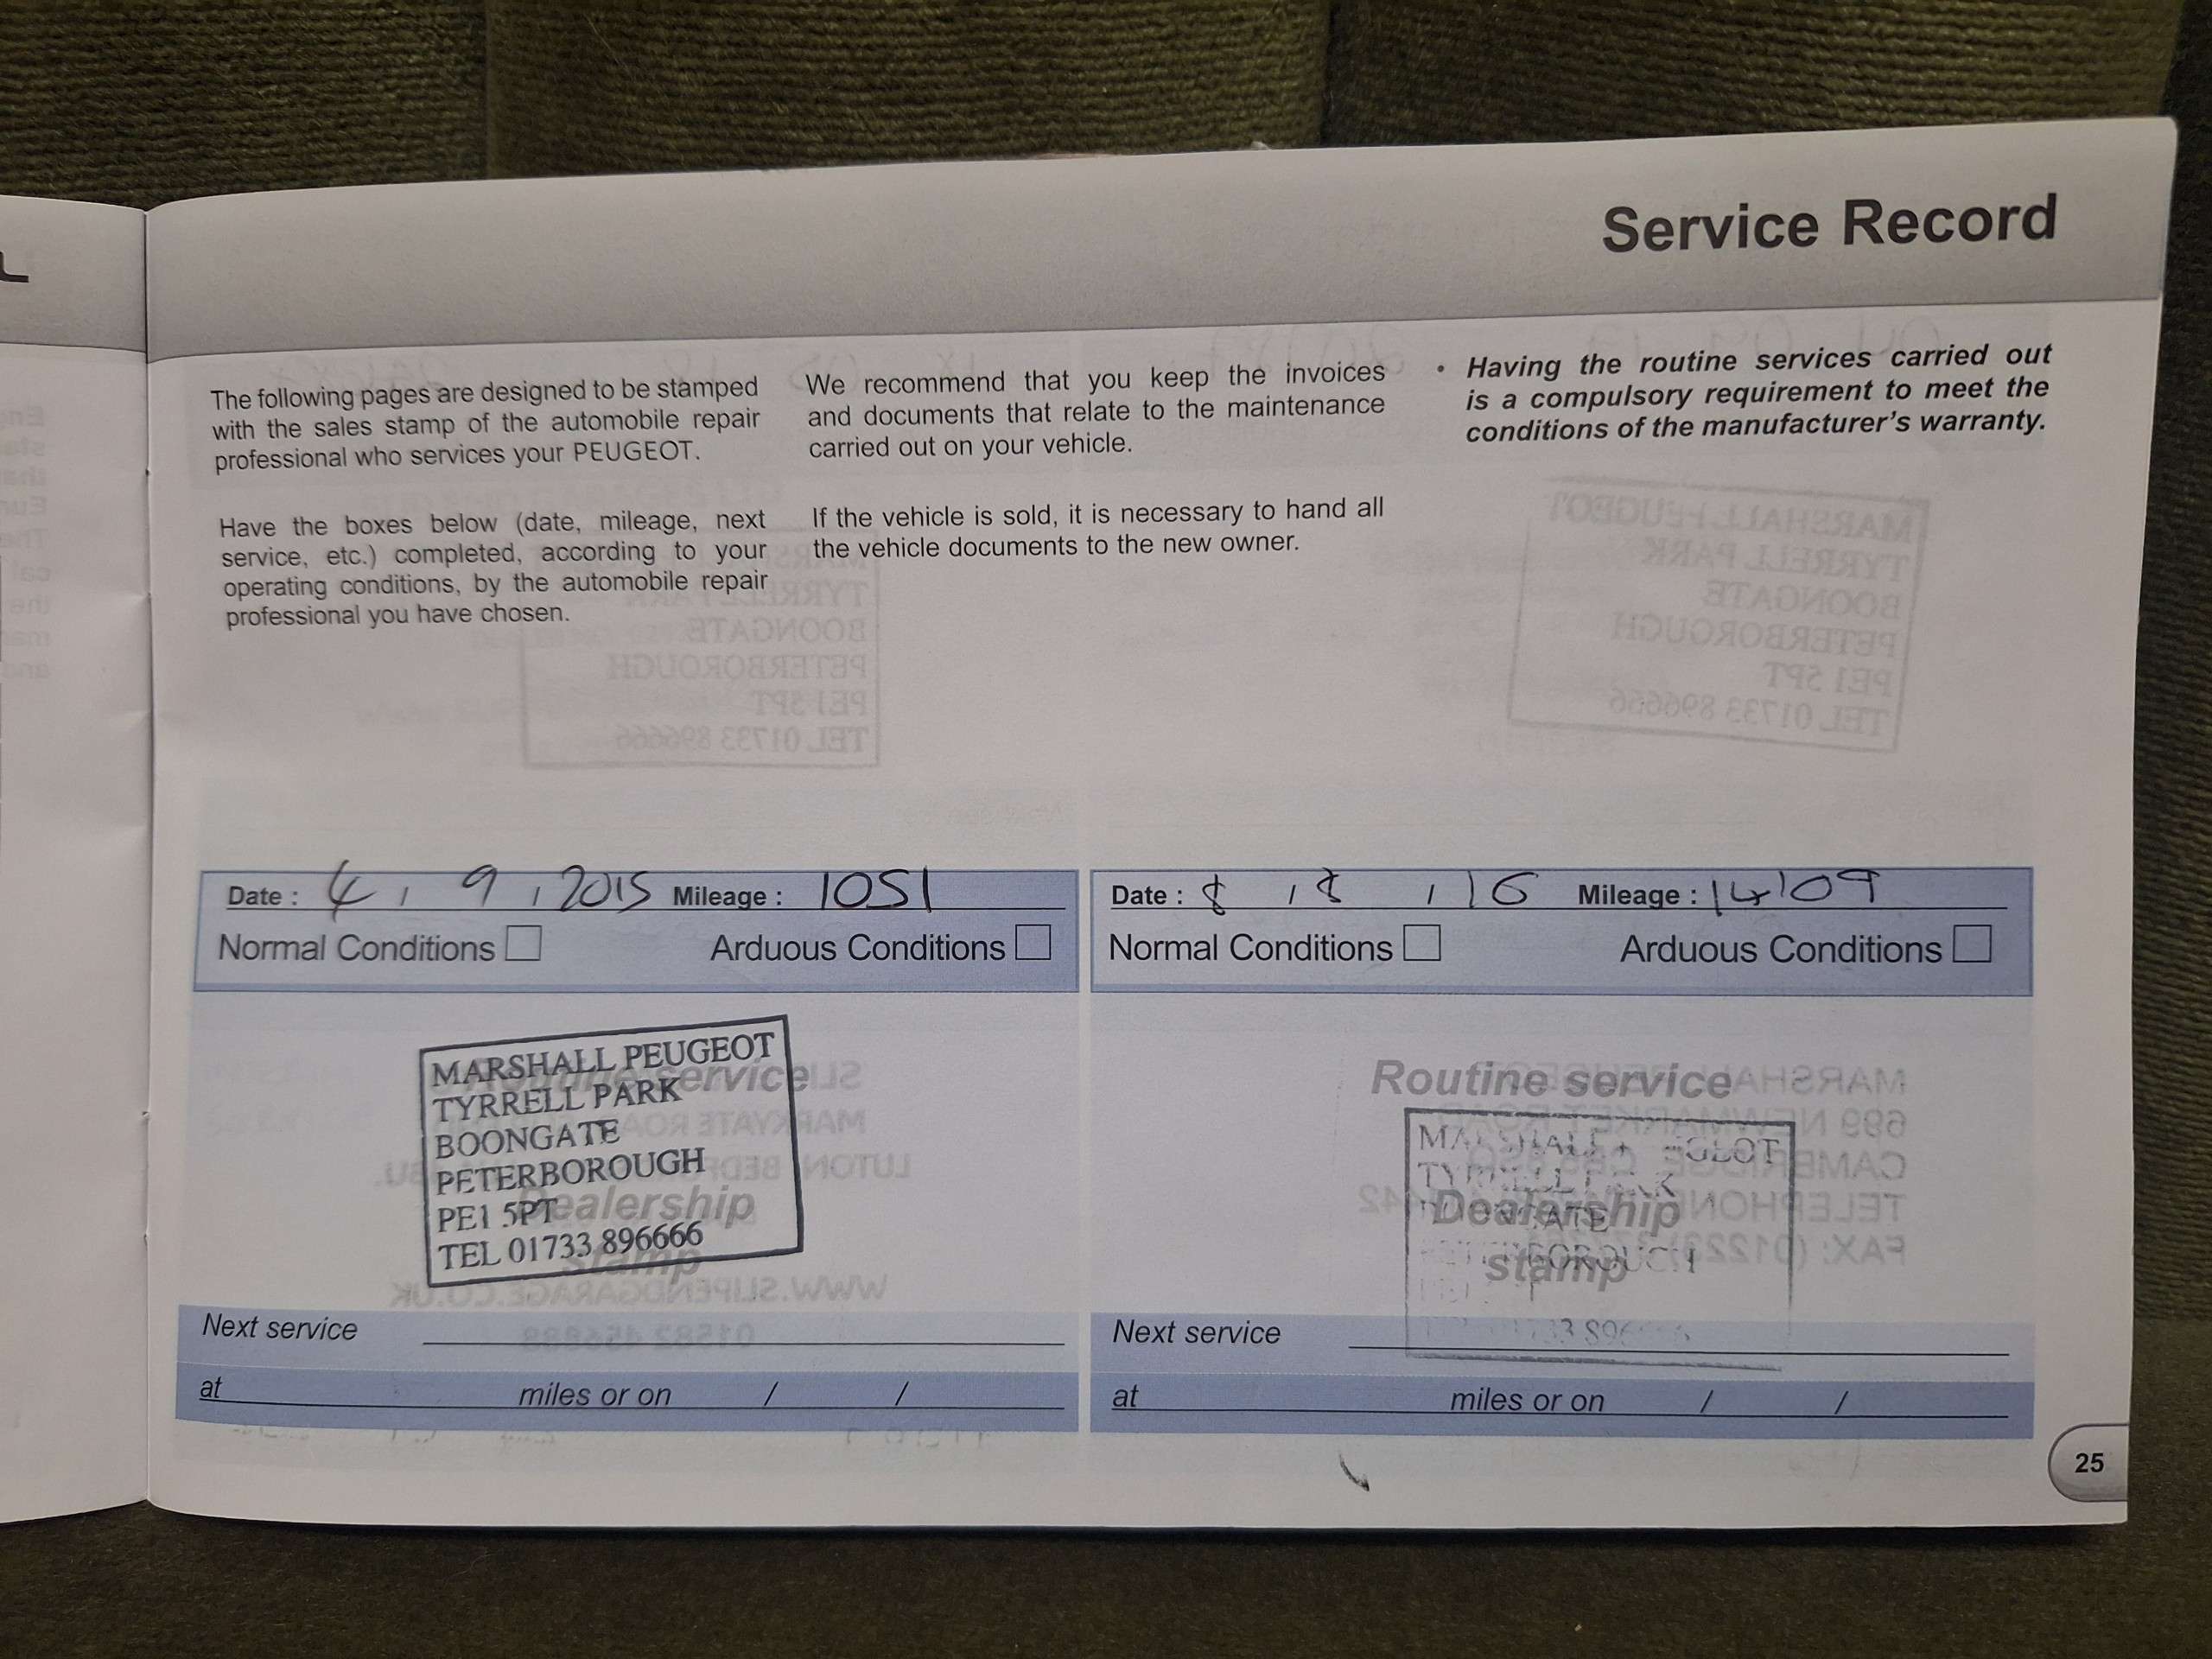 Service Record
The following pages are designed to be stamped
with the sales stamp of the automobile repair
professional who services your PEUGEOT.
Have the boxes below (date, mileage, next
service, etc.) completed, according to your
operating conditions, by the automobile repair
professional you have chosen.
We recommend that you keep the invoices
and documents that relate to the maintenance
carried out on your vehicle.
If the vehicle is sold, it is necessary to hand all
the vehicle documents to the new owner.
• Having the routine services carried out
is a compulsory requirement to meet the
conditions of the manufacturer's warranty.
Date : 4 / 9 / 2015 Mileage : 1051
Normal Conditions Arduous Conditions
Routine service
MARSHALL PEUGEOT
TYRRELL PARK
BOONGATE
PETERBOROUGH
PE1 5PT
TEL 01733 896666
Dealership
stamp
Next service
at miles or on / /
Date : 8 / 8 / 16 Mileage : 14109
Normal Conditions Arduous Conditions
Routine service
Dealership
stamp
Next service
at miles or on / /
25